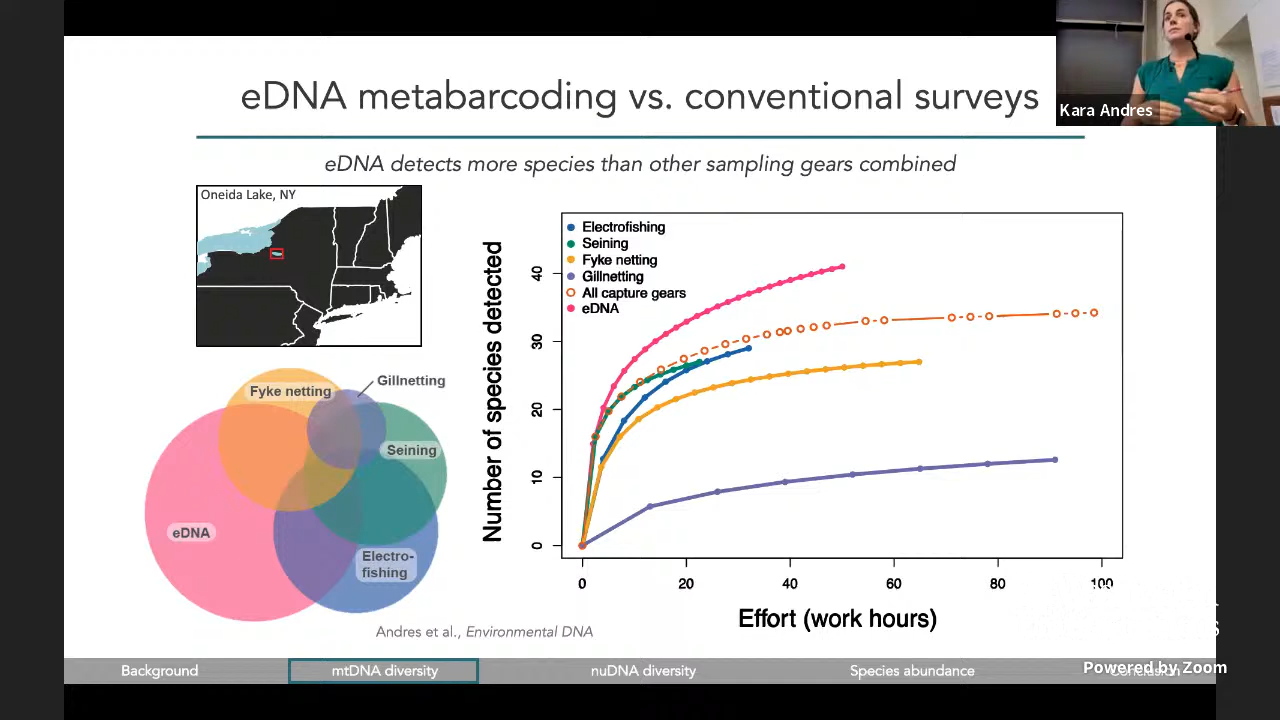 Kara Andres
eDNA metabarcoding vs. conventional surveys
eDNA detects more species than other sampling gears combined
Oneida Lake, NY
Fyke netting
Gillnetting
Seining
eDNA
Electro-
fishing
Andres et al., Environmental DNA
Number of species detected
0
10
20
30
40
Electrofishing
Seining
Fyke netting
Gillnetting
All capture gears
eDNA
0 20 40 60 80 100
Effort (work hours)
Background mtDNA diversity nuDNA diversity Species abundance Conclusion
Powered by Zoom